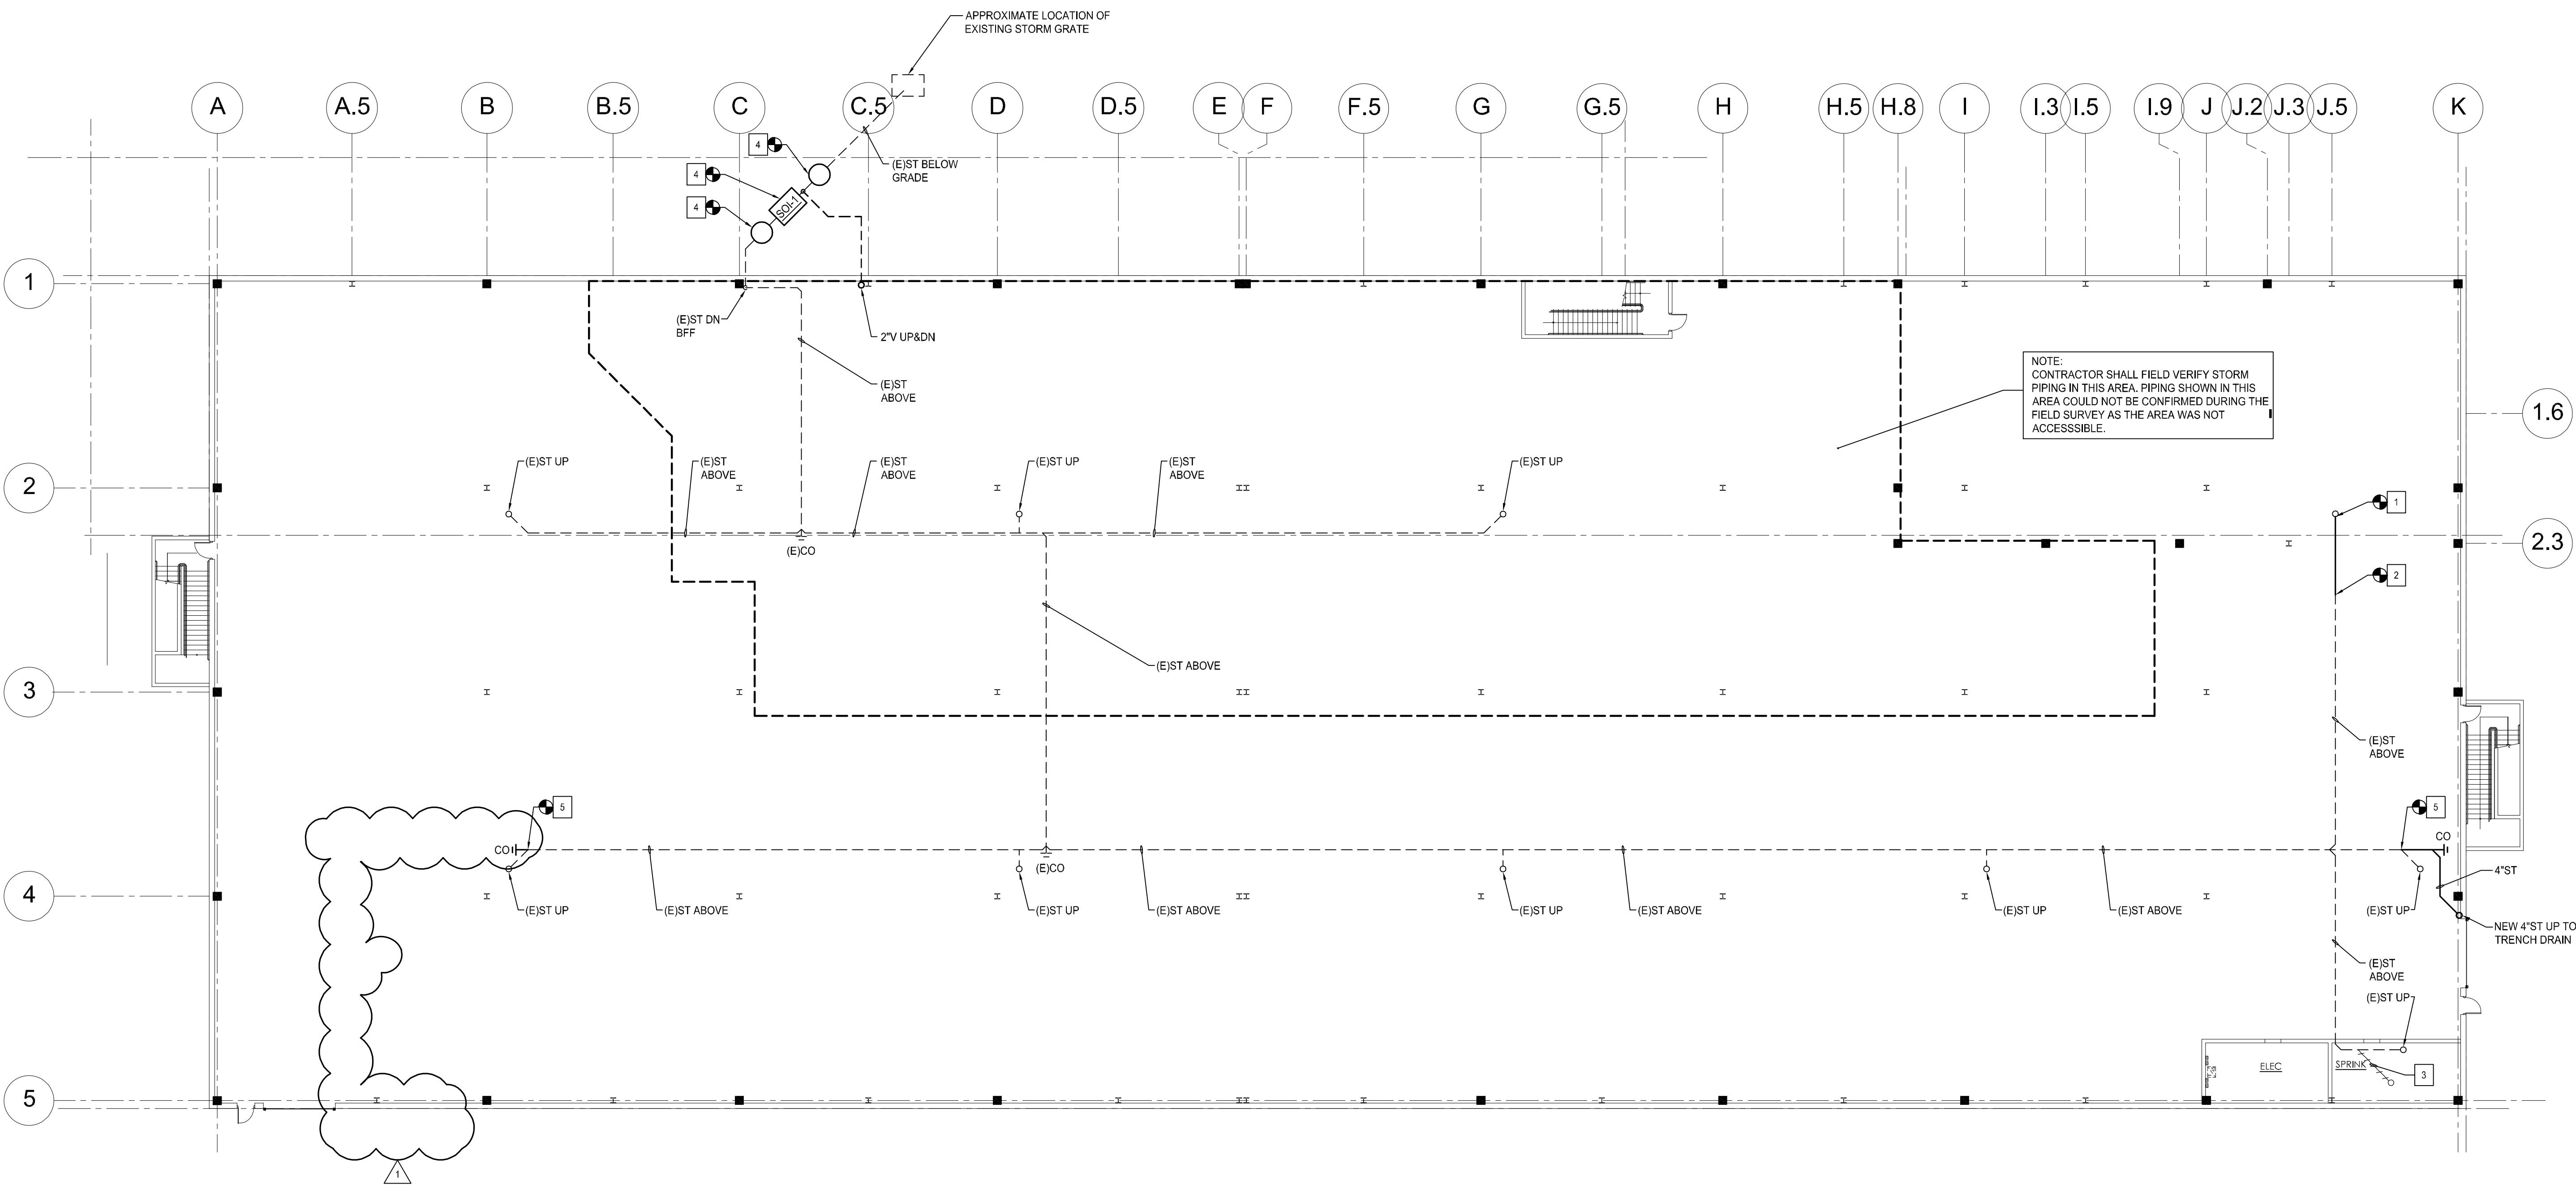 APPROXIMATE LOCATION OF
EXISTING STORM GRATE
A
A.5
B
B.5
C
C.5
D
D.5
E
F
F.5
G
G.5
H
H.5
H.8
I
I.3
I.5
I.9
J
J.2
J.3
J.5
K
4
(E)ST BELOW
GRADE
4
SOI-1
4
1
(E)ST DN
BFF
2"V UP&DN
(E)ST
ABOVE
NOTE:
CONTRACTOR SHALL FIELD VERIFY STORM
PIPING IN THIS AREA. PIPING SHOWN IN THIS
AREA COULD NOT BE CONFIRMED DURING THE
FIELD SURVEY AS THE AREA WAS NOT
ACCESSSIBLE.
1.6
(E)ST UP
(E)ST
ABOVE
(E)ST
ABOVE
(E)ST UP
(E)ST
ABOVE
(E)ST UP
2
1
(E)CO
2.3
2
(E)ST ABOVE
3
(E)ST
ABOVE
5
5
CO
CO
(E)CO
4"ST
4
(E)ST UP
(E)ST ABOVE
(E)ST UP
(E)ST ABOVE
(E)ST UP
(E)ST ABOVE
(E)ST UP
(E)ST ABOVE
(E)ST UP
NEW 4"ST UP TO
TRENCH DRAIN
(E)ST
ABOVE
(E)ST UP
ELEC
SPRINK
3
5
1